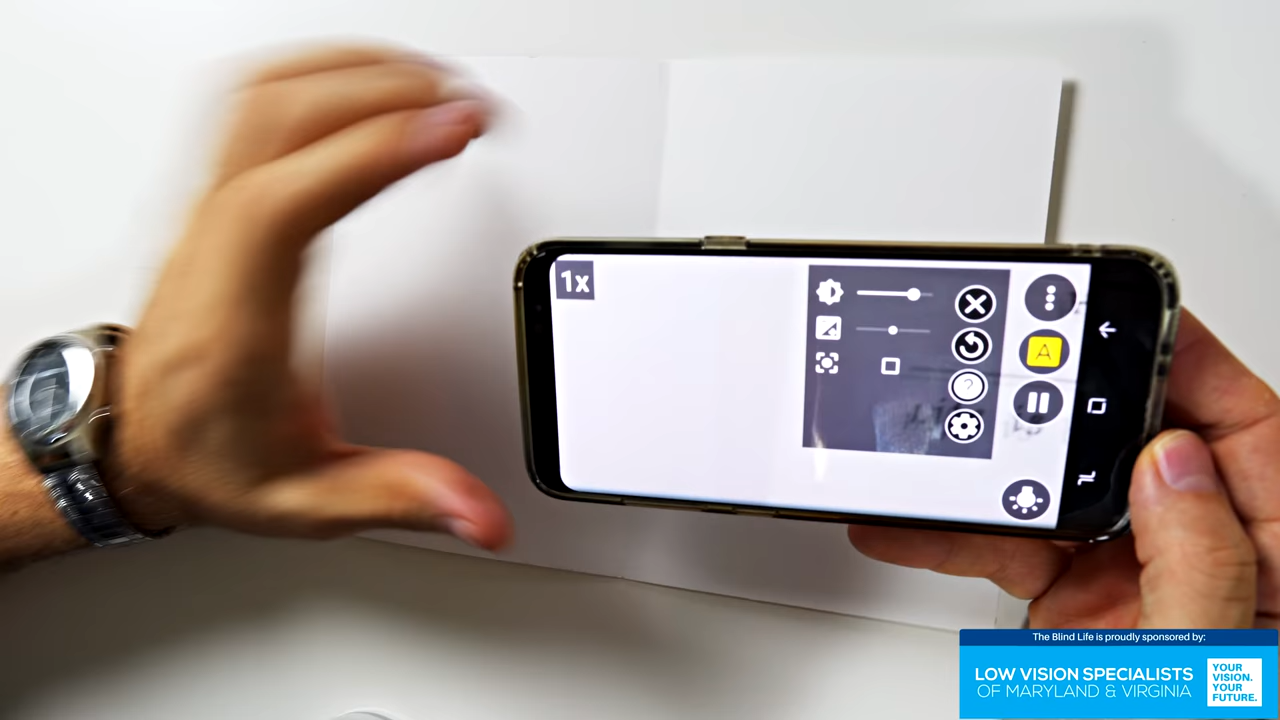 1x
A
?
The Blind Life is proudly sponsored by:
LOW VISION SPECIALISTS
OF MARYLAND & VIRGINIA
YOUR
VISION.
YOUR
FUTURE.